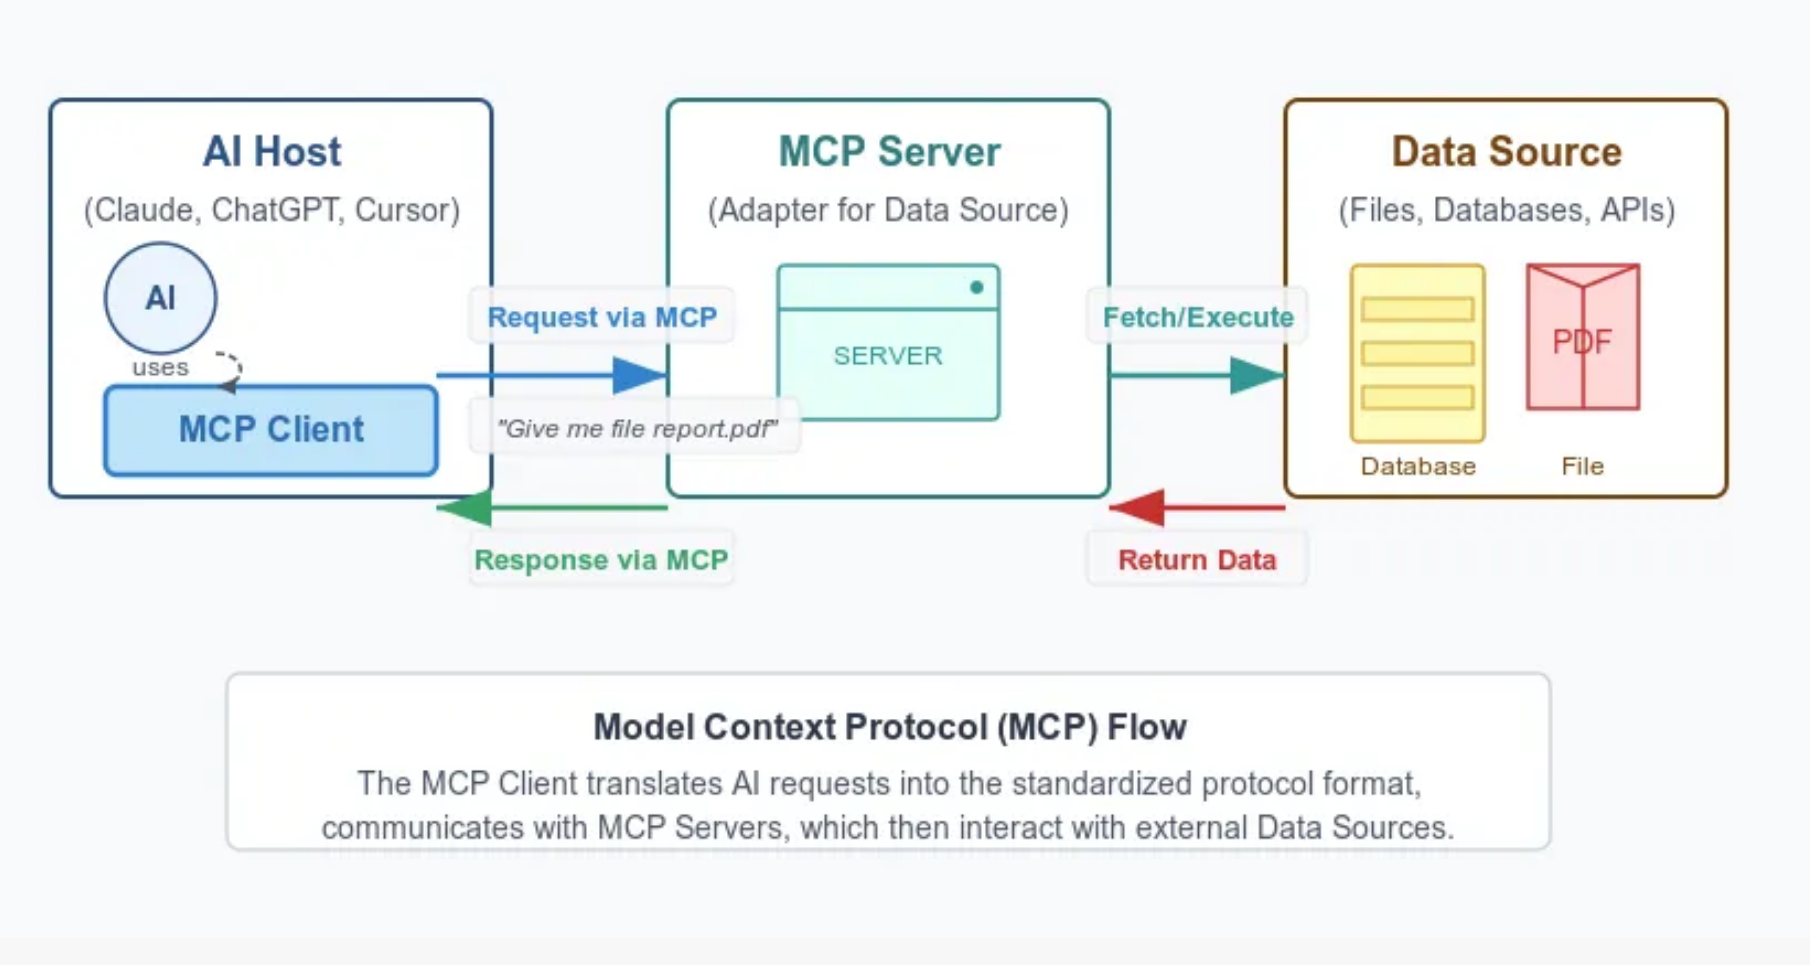 AI Host
(Claude, ChatGPT, Cursor)
AI
uses
MCP Client
Request via MCP
"Give me file report.pdf"
Response via MCP
MCP Server
(Adapter for Data Source)
SERVER
Fetch/Execute
Return Data
Data Source
(Files, Databases, APIs)
PDF
Database
File
Model Context Protocol (MCP) Flow
The MCP Client translates AI requests into the standardized protocol format,
communicates with MCP Servers, which then interact with external Data Sources.